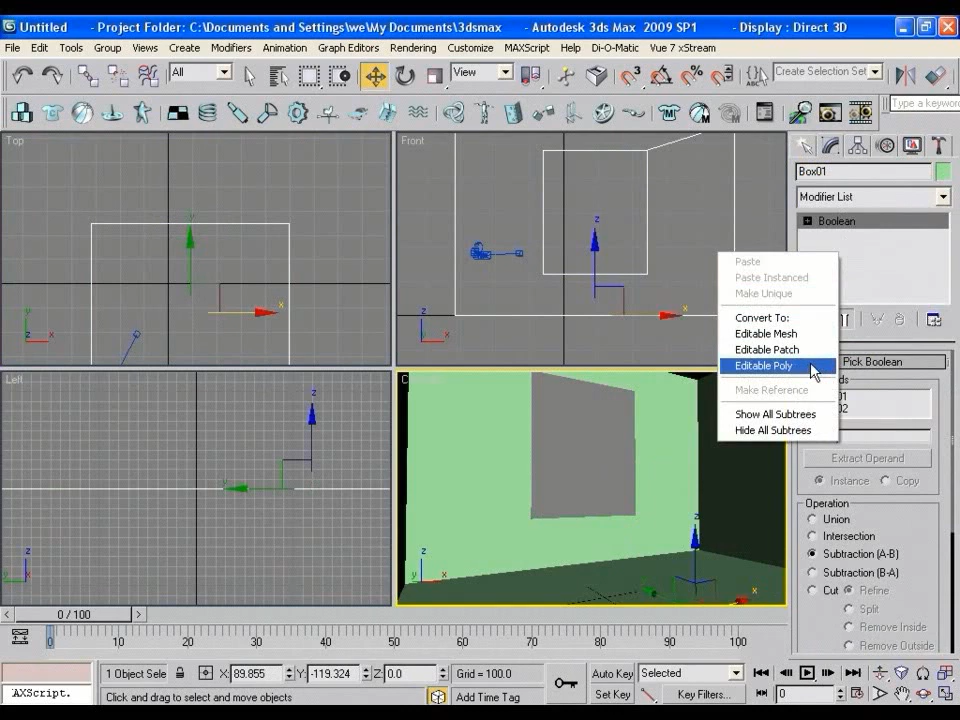 Untitled - Project Folder: C:\Documents and Settings\we\My Documents\3dsmax - Autodesk 3ds Max 2009 SP1 - Display : Direct 3D
File Edit Tools Group Views Create Modifiers Animation Graph Editors Rendering Customize MAXScript Help Di-O-Matic Vue 7 xStream
All View Create Selection Set
Type a keyword
Top Front
Box01
Modifier List
Boolean
Paste
Paste Instanced
Make Unique
Convert To:
Editable Mesh
Editable Patch
Editable Poly
Make Reference
Show All Subtrees
Hide All Subtrees
Pick Boolean
Left
Extract Operand
Instance Copy
Operation
Union
Intersection
Subtraction (A-B)
Subtraction (B-A)
Cut Refine
Split
Remove Inside
Remove Outside
0 / 100
0 10 20 30 40 50 60 70 80 90 100
1 Object Sele X: 89.855 Y: -119.324 Z: 0.0 Grid = 100.0 Auto Key Selected
AXScript. Click and drag to select and move objects Add Time Tag Set Key Key Filters... 0